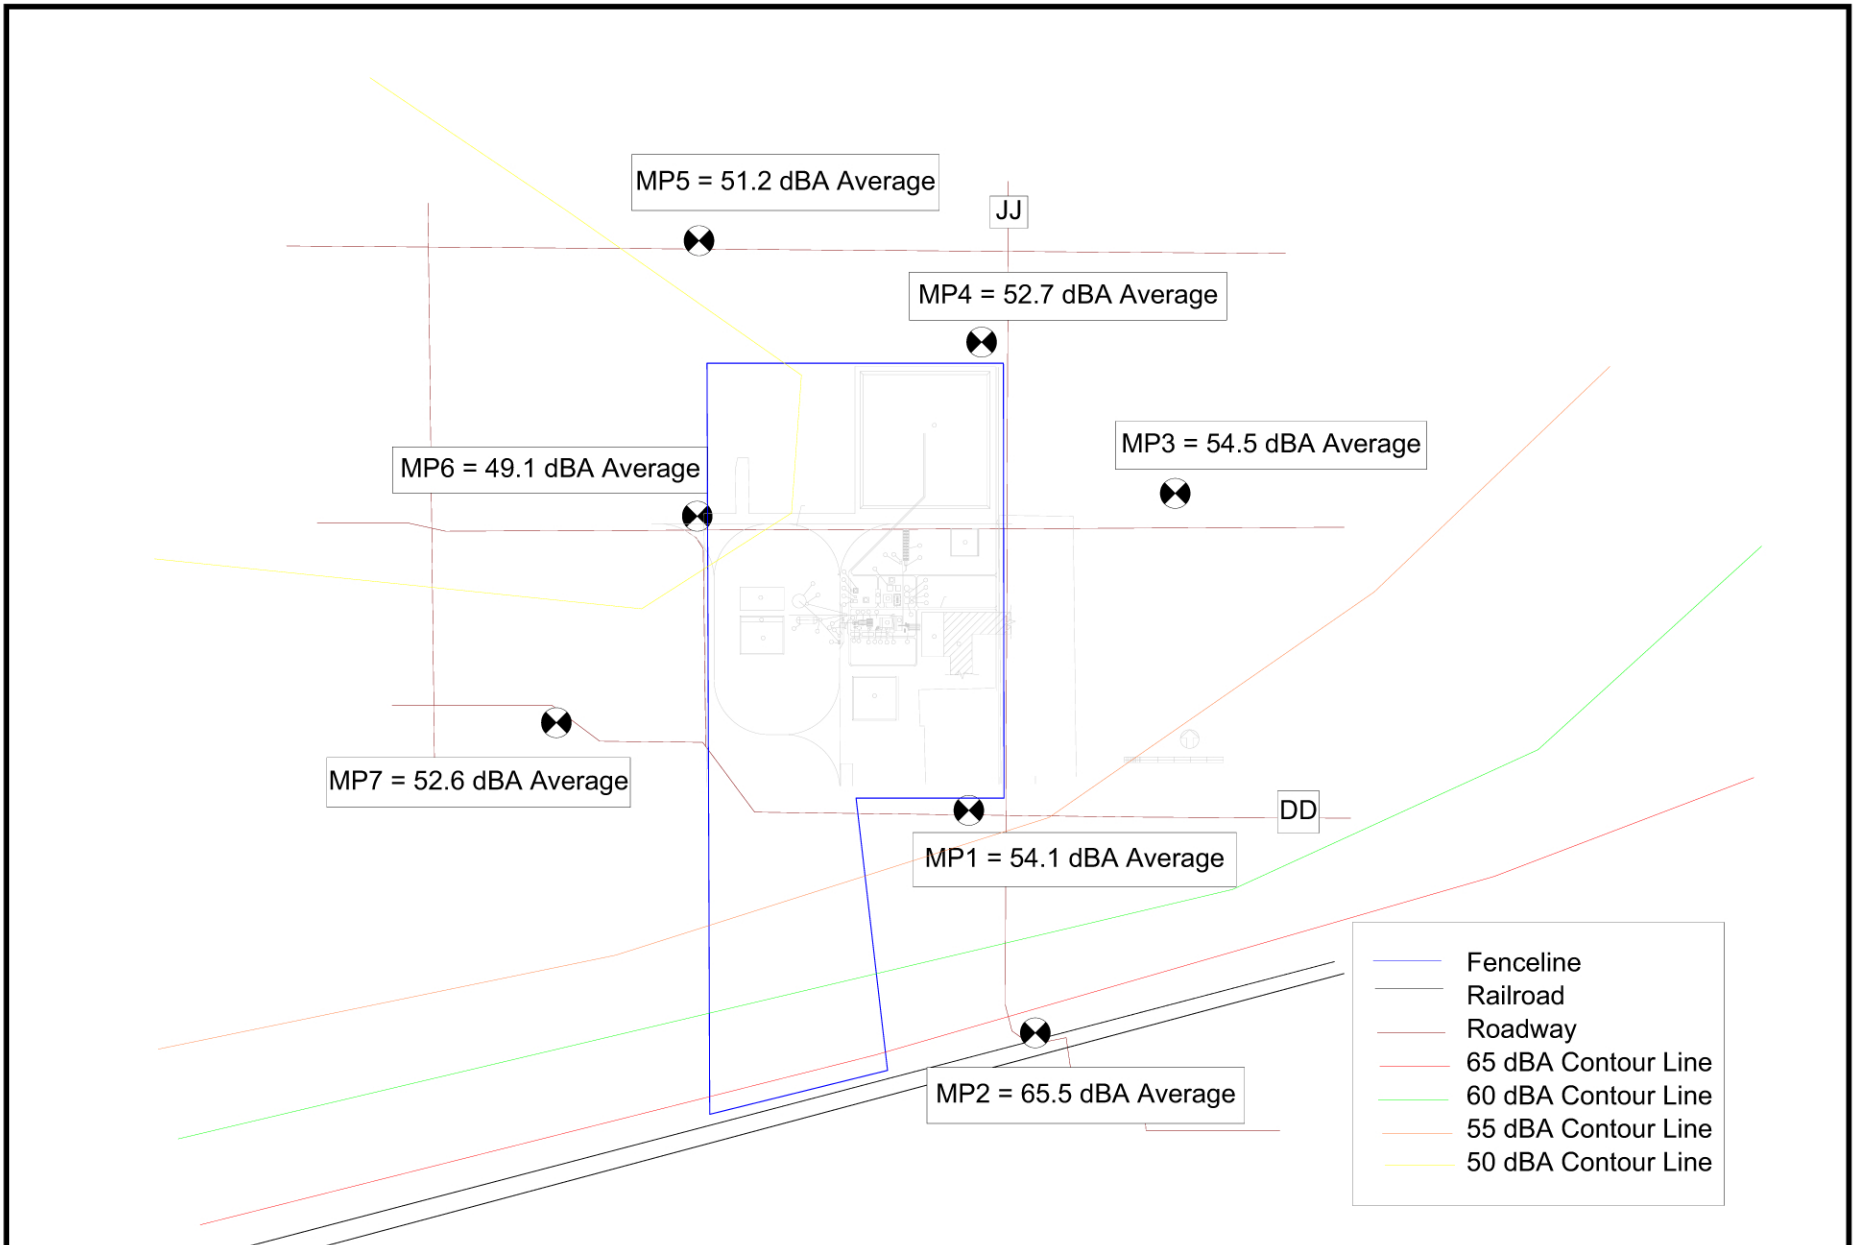 MP5 = 51.2 dBA Average
JJ
MP4 = 52.7 dBA Average
MP3 = 54.5 dBA Average
MP6 = 49.1 dBA Average
MP7 = 52.6 dBA Average
DD
MP1 = 54.1 dBA Average
MP2 = 65.5 dBA Average
Fenceline
Railroad
Roadway
65 dBA Contour Line
60 dBA Contour Line
55 dBA Contour Line
50 dBA Contour Line